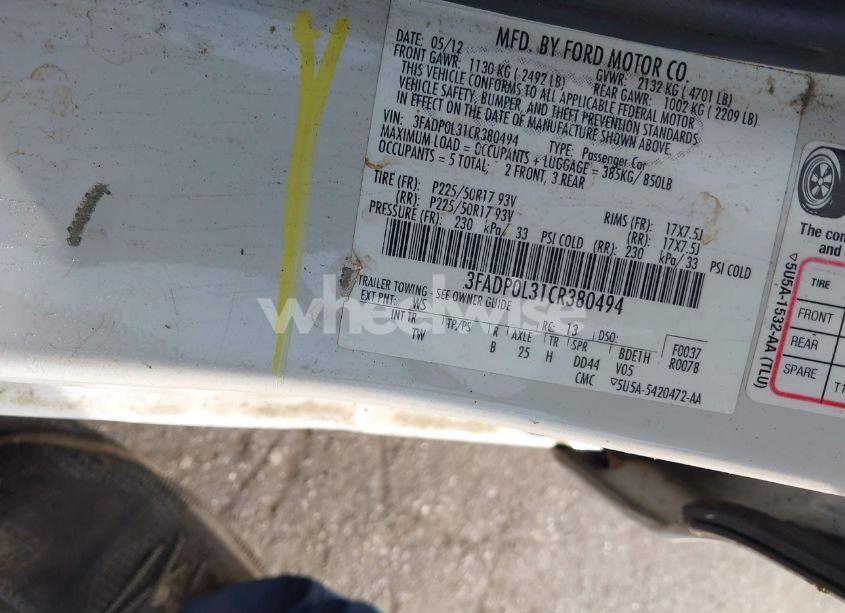 MFD. BY FORD MOTOR CO.
DATE: 05/12 GVWR: 2132 KG (4701 LB)
FRONT GAWR: 1130 KG (2492 LB) REAR GAWR: 1002 KG (2209 LB)
THIS VEHICLE CONFORMS TO ALL APPLICABLE FEDERAL MOTOR
VEHICLE SAFETY, BUMPER, AND THEFT PREVENTION STANDARDS
IN EFFECT ON THE DATE OF MANUFACTURE SHOWN ABOVE.
VIN: 3FADP0L31CR380494 TYPE: Passenger Car
MAXIMUM LOAD = OCCUPANTS + LUGGAGE = 385KG/ 850LB
OCCUPANTS = 5 TOTAL; 2 FRONT, 3 REAR
TIRE (FR): P225/50R17 93V RIMS (FR): 17X7.5J
(RR): P225/50R17 93V (RR): 17X7.5J
PRESSURE (FR): 230 kPa/ 33 PSI COLD (RR): 230 kPa/33 PSI COLD
3FADP0L31CR380494
TRAILER TOWING - SEE OWNER GUIDE
EXT PNT: WS RC: 13 DSO: F0037
INT TR TP/PS R AXLE TR SPR BDETH R0078
TW B 25 H DD44 V05
CMC ▽5U5A-5420472-AA
wheelwise
The con
and
TIRE
FRONT
REAR
SPARE T1
▽5U5A-1532-AA (TLU)